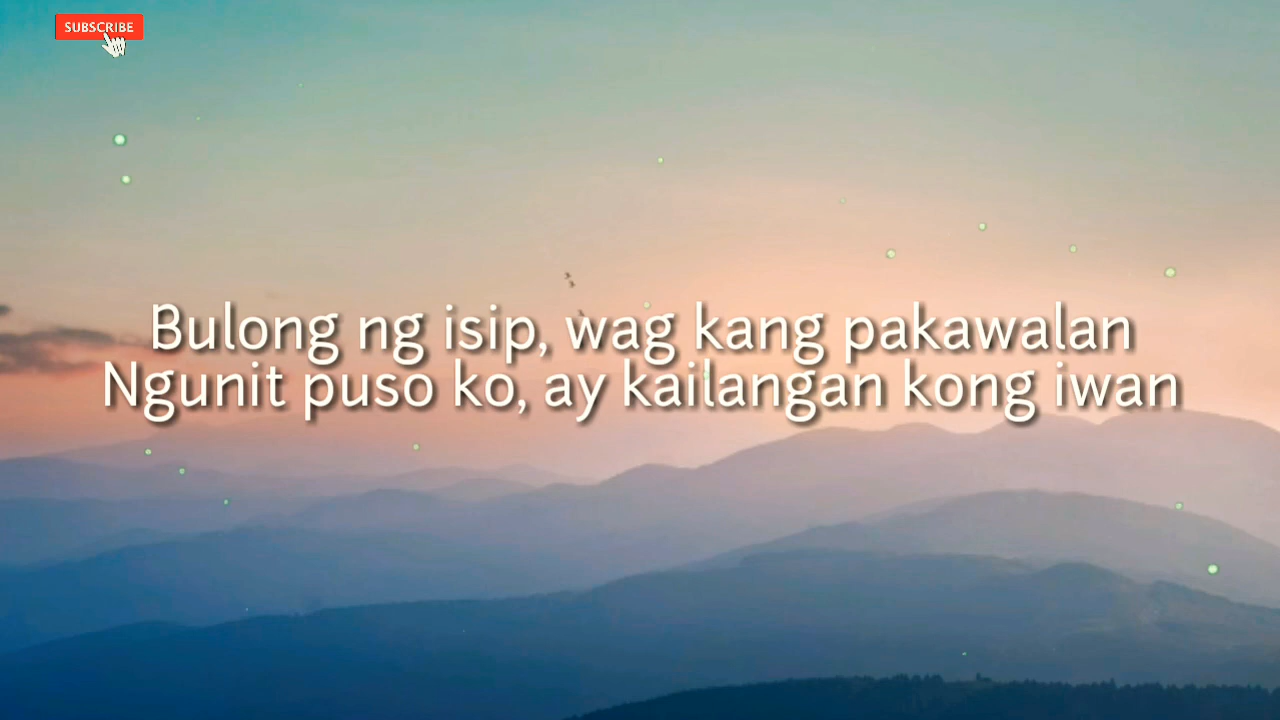 SUBSCRIBE
Bulong ng isip, wag kang pakawalan
Ngunit puso ko, ay kailangan kong iwan